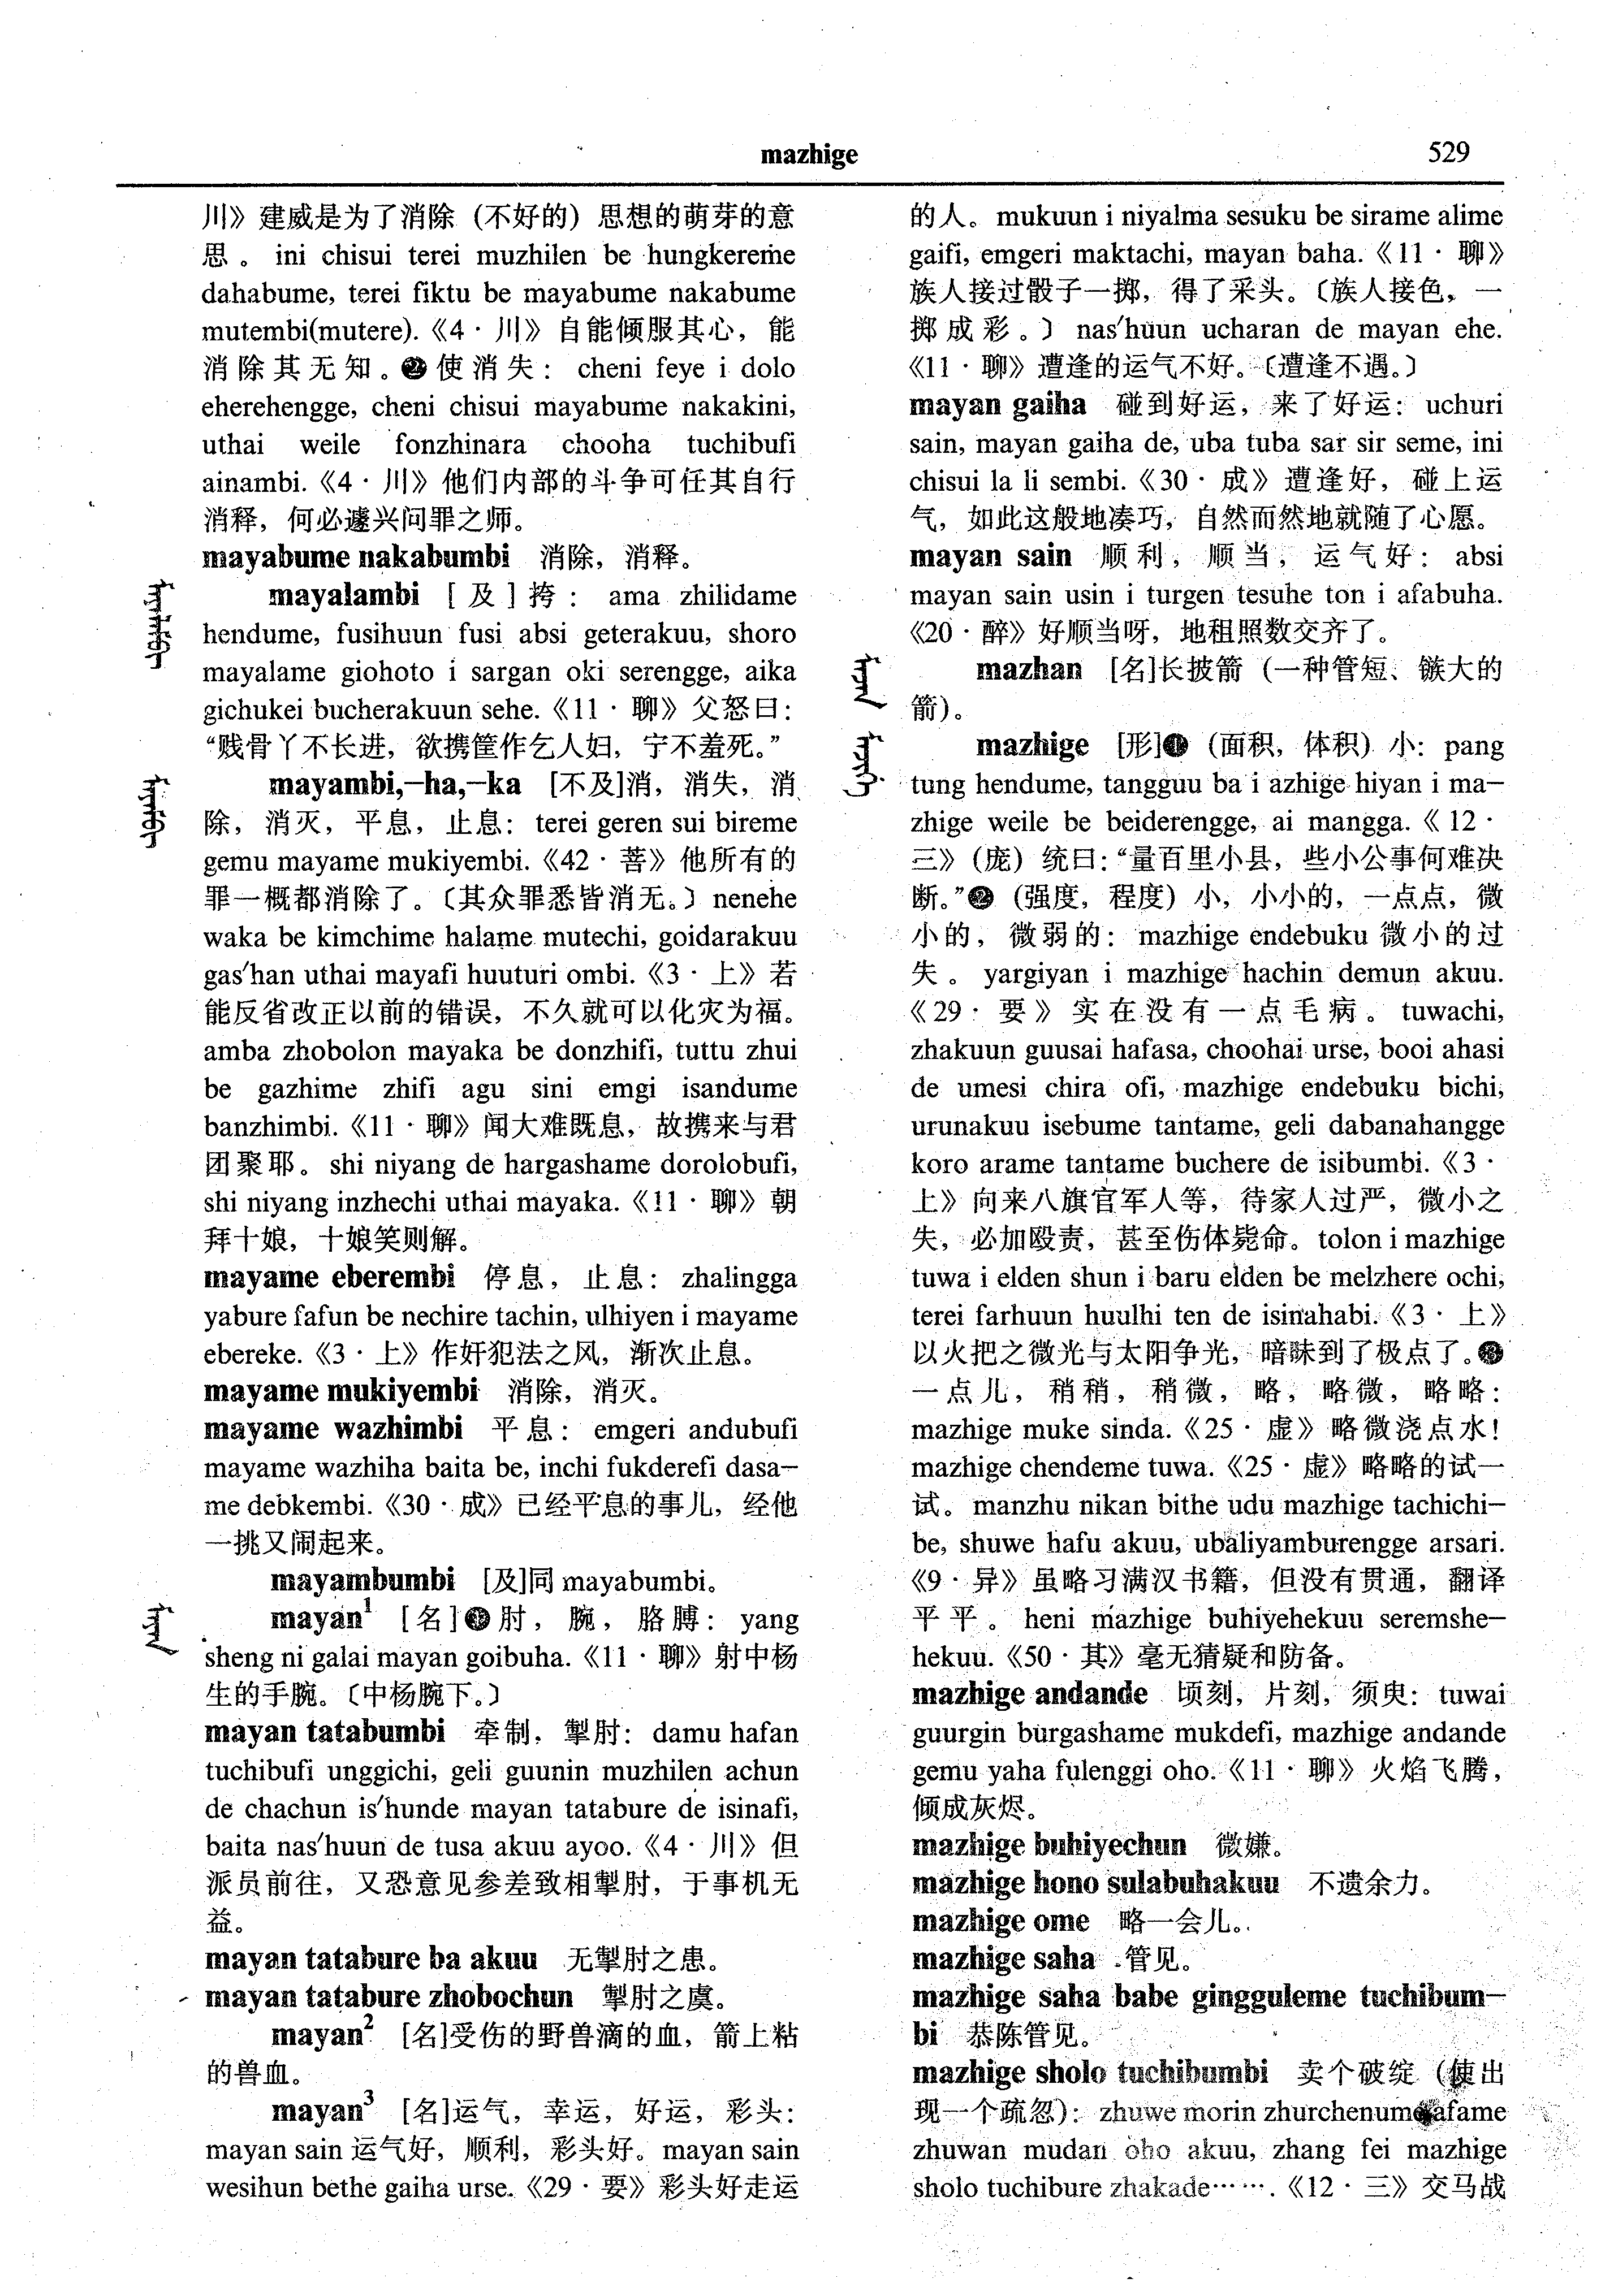 mazhige
529
川》建威是为了消除（不好的）思想的萌芽的意
思。 ini chisui terei muzhilen be hungkereme
dahabume, terei fiktu be mayabume nakabume
mutembi(mutere).《4·川》自能倾服其心，能
消除其无知。❷使消失： cheni feye i dolo
eherehengge, cheni chisui mayabume nakakini,
uthai weile fonzhinara chooha tuchibufi
ainambi.《4·川》他们内部的斗争可任其自行
消释，何必遽兴问罪之师。
mayabume nakabumbi 消除，消释。
mayalambi [及]挎： ama zhilidame
hendume, fusihuun fusi absi geterakuu, shoro
mayalame giohoto i sargan oki serengge, aika
gichukei bucherakuun sehe.《11·聊》父怒曰：
“贱骨丫不长进，欲携筐作乞人妇，宁不羞死。”
mayambi,-ha,-ka [不及]消，消失，消
除，消灭，平息，止息： terei geren sui bireme
gemu mayame mukiyembi.《42·菩》他所有的
罪一概都消除了。〔其众罪悉皆消无。〕nenehe
waka be kimchime halame mutechi, goidarakuu
gas'han uthai mayafi huuturi ombi.《3·上》若
能反省改正以前的错误，不久就可以化灾为福。
amba zhobolon mayaka be donzhifi, tuttu zhui
be gazhime zhifi agu sini emgi isandume
banzhimbi.《11·聊》闻大难既息，故携来与君
团聚耶。shi niyang de hargashame dorolobufi,
shi niyang inzhechi uthai mayaka.《11·聊》朝
拜十娘，十娘笑则解。
mayame eberembi 停息，止息： zhalingga
yabure fafun be nechire tachin, ulhiyen i mayame
ebereke.《3·上》作奸犯法之风，渐次止息。
mayame mukiyembi 消除，消灭。
mayame wazhimbi 平息： emgeri andubufi
mayame wazhiha baita be, inchi fukderefi dasa-
me debkembi.《30·成》已经平息的事儿，经他
一挑又闹起来。
mayambumbi [及]同 mayabumbi。
mayan¹ [名]❶肘，腕，胳膊： yang
sheng ni galai mayan goibuha.《11·聊》射中杨
生的手腕。〔中杨腕下。〕
mayan tatabumbi 牵制，掣肘： damu hafan
tuchibufi unggichi, geli guunin muzhilen achun
de chachun is'hunde mayan tatabure de isinafi,
baita nas'huun de tusa akuu ayoo.《4·川》但
派员前往，又恐意见参差致相掣肘，于事机无
益。
mayan tatabure ba akuu 无掣肘之患。
mayan tatabure zhobochun 掣肘之虞。
mayan² [名]受伤的野兽滴的血，箭上粘
的兽血。
mayan³ [名]运气，幸运，好运，彩头：
mayan sain 运气好，顺利，彩头好。mayan sain
wesihun bethe gaiha urse.《29·要》彩头好走运
的人。mukuun i niyalma sesuku be sirame alime
gaifi, emgeri maktachi, mayan baha.《11·聊》
族人接过骰子一掷，得了采头。〔族人接色，一
掷成彩。〕nas'huun ucharan de mayan ehe.
《11·聊》遭逢的运气不好。〔遭逢不遇。〕
mayan gaiha 碰到好运，来了好运： uchuri
sain, mayan gaiha de, uba tuba sar sir seme, ini
chisui la li sembi.《30·成》遭逢好，碰上运
气，如此这般地凑巧，自然而然地就随了心愿。
mayan sain 顺利，顺当，运气好： absi
mayan sain usin i turgen tesuhe ton i afabuha.
《20·醉》好顺当呀，地租照数交齐了。
mazhan [名]长披箭（一种管短、镞大的
箭）。
mazhige [形]❶（面积，体积）小： pang
tung hendume, tangguu ba i azhige hiyan i ma-
zhige weile be beiderengge, ai mangga.《12·
三》（庞）统曰：“量百里小县，些小公事何难决
断。”❷（强度，程度）小，小小的，一点点，微
小的，微弱的： mazhige endebuku 微小的过
失。yargiyan i mazhige hachin demun akuu.
《29·要》实在没有一点毛病。tuwachi,
zhakuun guusai hafasa, choohai urse, booi ahasi
de umesi chira ofi, mazhige endebuku bichi,
urunakuu isebume tantame, geli dabanahangge
koro arame tantame buchere de isibumbi.《3·
上》向来八旗官军人等，待家人过严，微小之
失，必加殴责，甚至伤体毙命。tolon i mazhige
tuwa i elden shun i baru elden be melzhere ochi,
terei farhuun huulhi ten de isinahabi.《3·上》
以火把之微光与太阳争光，暗昧到了极点了。❸
一点儿，稍稍，稍微，略，略微，略略：
mazhige muke sinda.《25·虚》略微浇点水！
mazhige chendeme tuwa.《25·虚》略略的试一
试。manzhu nikan bithe udu mazhige tachichi-
be, shuwe hafu akuu, ubaliyamburengge arsari.
《9·异》虽略习满汉书籍，但没有贯通，翻译
平平。heni mazhige buhiyehekuu seremshe-
hekuu.《50·其》毫无猜疑和防备。
mazhige andande 顷刻，片刻，须臾： tuwai
guurgin burgashame mukdefi, mazhige andande
gemu yaha fulenggi oho.《11·聊》火焰飞腾，
倾成灰烬。
mazhige buhiyechun 微嫌。
mazhige hono sulabuhakuu 不遗余力。
mazhige ome 略一会儿。
mazhige saha 管见。
mazhige saha babe gingguleme tuchibum-
bi 恭陈管见。
mazhige sholo tuchibumbi 卖个破绽（使出
现一个疏忽）： zhuwe morin zhurchenume afame
zhuwan mudan oho akuu, zhang fei mazhige
sholo tuchibure zhakade…….《12·三》交马战